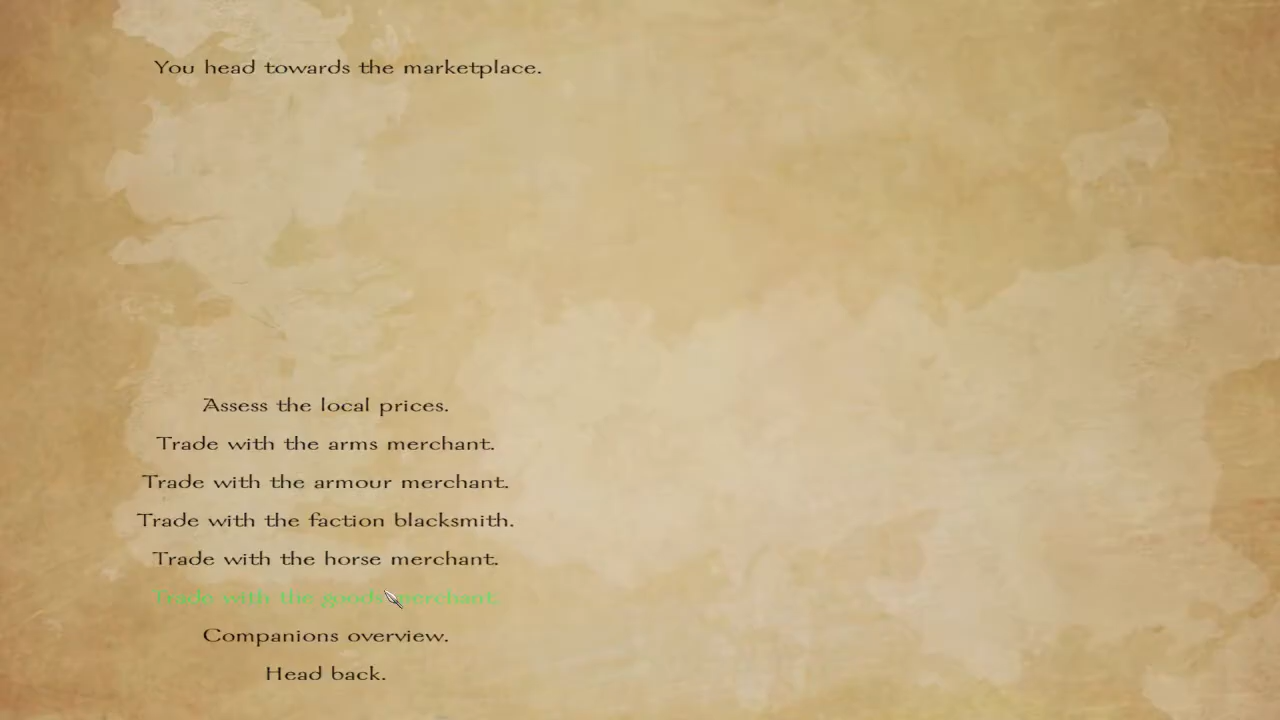 You head towards the marketplace.
Assess the local prices.
Trade with the arms merchant.
Trade with the armour merchant.
Trade with the faction blacksmith.
Trade with the horse merchant.
Trade with the goods merchant.
Companions overview.
Head back.